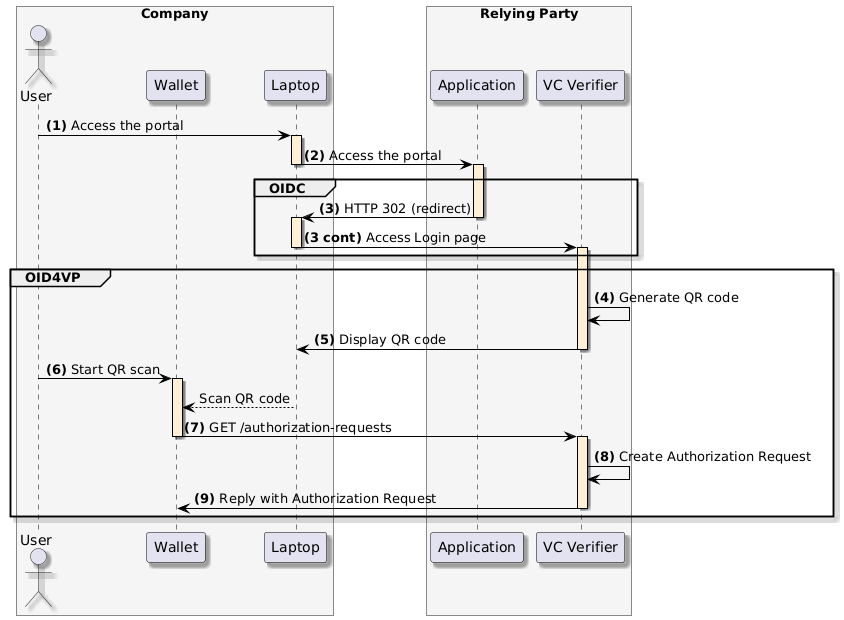 Company
Relying Party
User
Wallet
Laptop
Application
VC Verifier
(1) Access the portal
(2) Access the portal
OIDC
(3) HTTP 302 (redirect)
(3 cont) Access Login page
OID4VP
(4) Generate QR code
(5) Display QR code
(6) Start QR scan
Scan QR code
(7) GET /authorization-requests
(8) Create Authorization Request
(9) Reply with Authorization Request
User
Wallet
Laptop
Application
VC Verifier